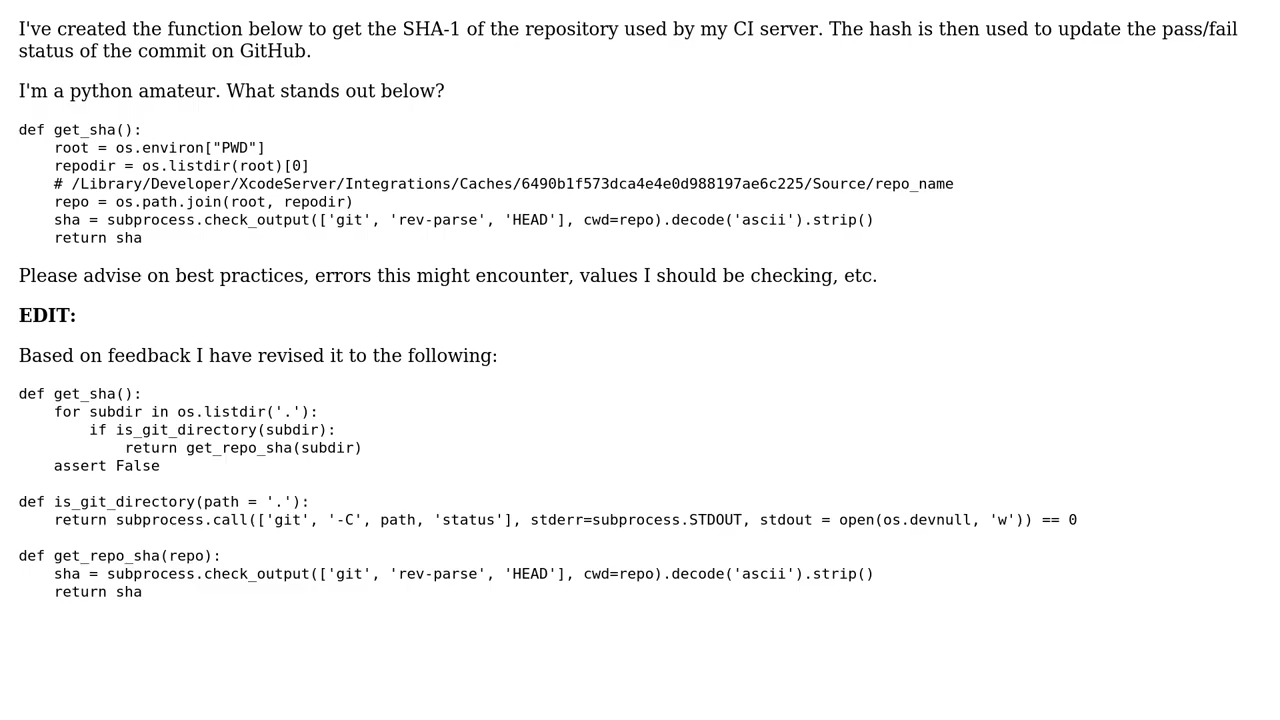 I've created the function below to get the SHA-1 of the repository used by my CI server. The hash is then used to update the pass/fail
status of the commit on GitHub.
I'm a python amateur. What stands out below?
def get_sha():
    root = os.environ["PWD"]
    repodir = os.listdir(root)[0]
    # /Library/Developer/XcodeServer/Integrations/Caches/6490b1f573dca4e4e0d988197ae6c225/Source/repo_name
    repo = os.path.join(root, repodir)
    sha = subprocess.check_output(['git', 'rev-parse', 'HEAD'], cwd=repo).decode('ascii').strip()
    return sha
Please advise on best practices, errors this might encounter, values I should be checking, etc.
EDIT:
Based on feedback I have revised it to the following:
def get_sha():
    for subdir in os.listdir('.'):
        if is_git_directory(subdir):
            return get_repo_sha(subdir)
    assert False
def is_git_directory(path = '.'):
    return subprocess.call(['git', '-C', path, 'status'], stderr=subprocess.STDOUT, stdout = open(os.devnull, 'w')) == 0
def get_repo_sha(repo):
    sha = subprocess.check_output(['git', 'rev-parse', 'HEAD'], cwd=repo).decode('ascii').strip()
    return sha